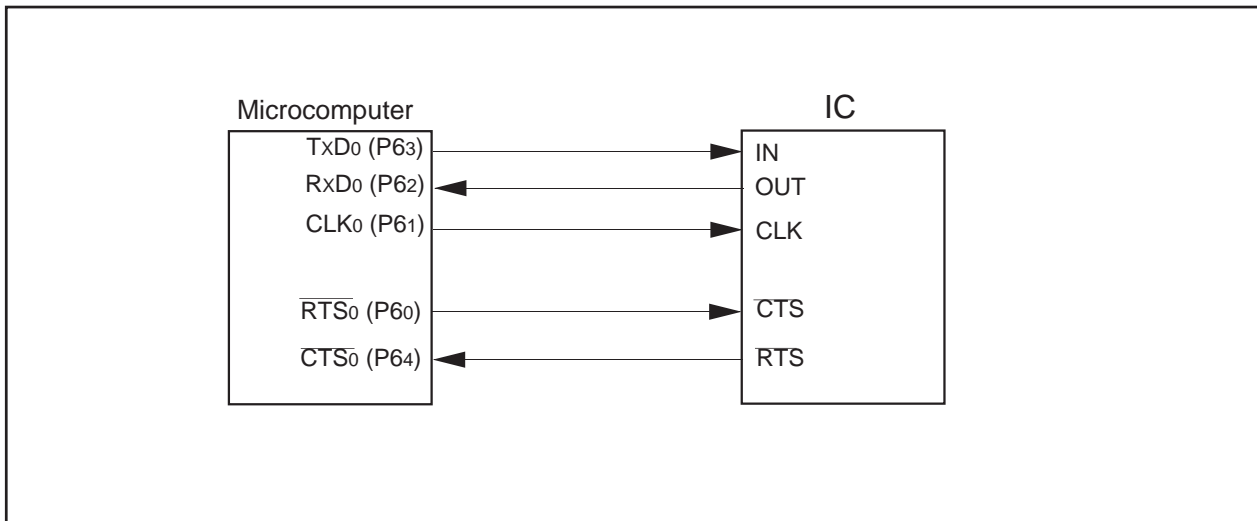 Microcomputer
IC
TxD0 (P63)
IN
RxD0 (P62)
OUT
CLK0 (P61)
CLK
RTS0 (P60)
CTS
CTS0 (P64)
RTS